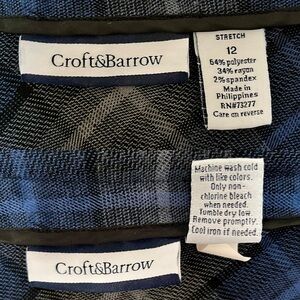 Croft&Barrow
STRETCH
12
64% polyester
34% rayon
2% spandex
Made in
Philippines
RN#73277
Care on reverse
Machine wash cold
with like colors.
Only non-
chlorine bleach
when needed.
Tumble dry low
Remove promptly.
Cool iron if needed.
Croft&Barrow